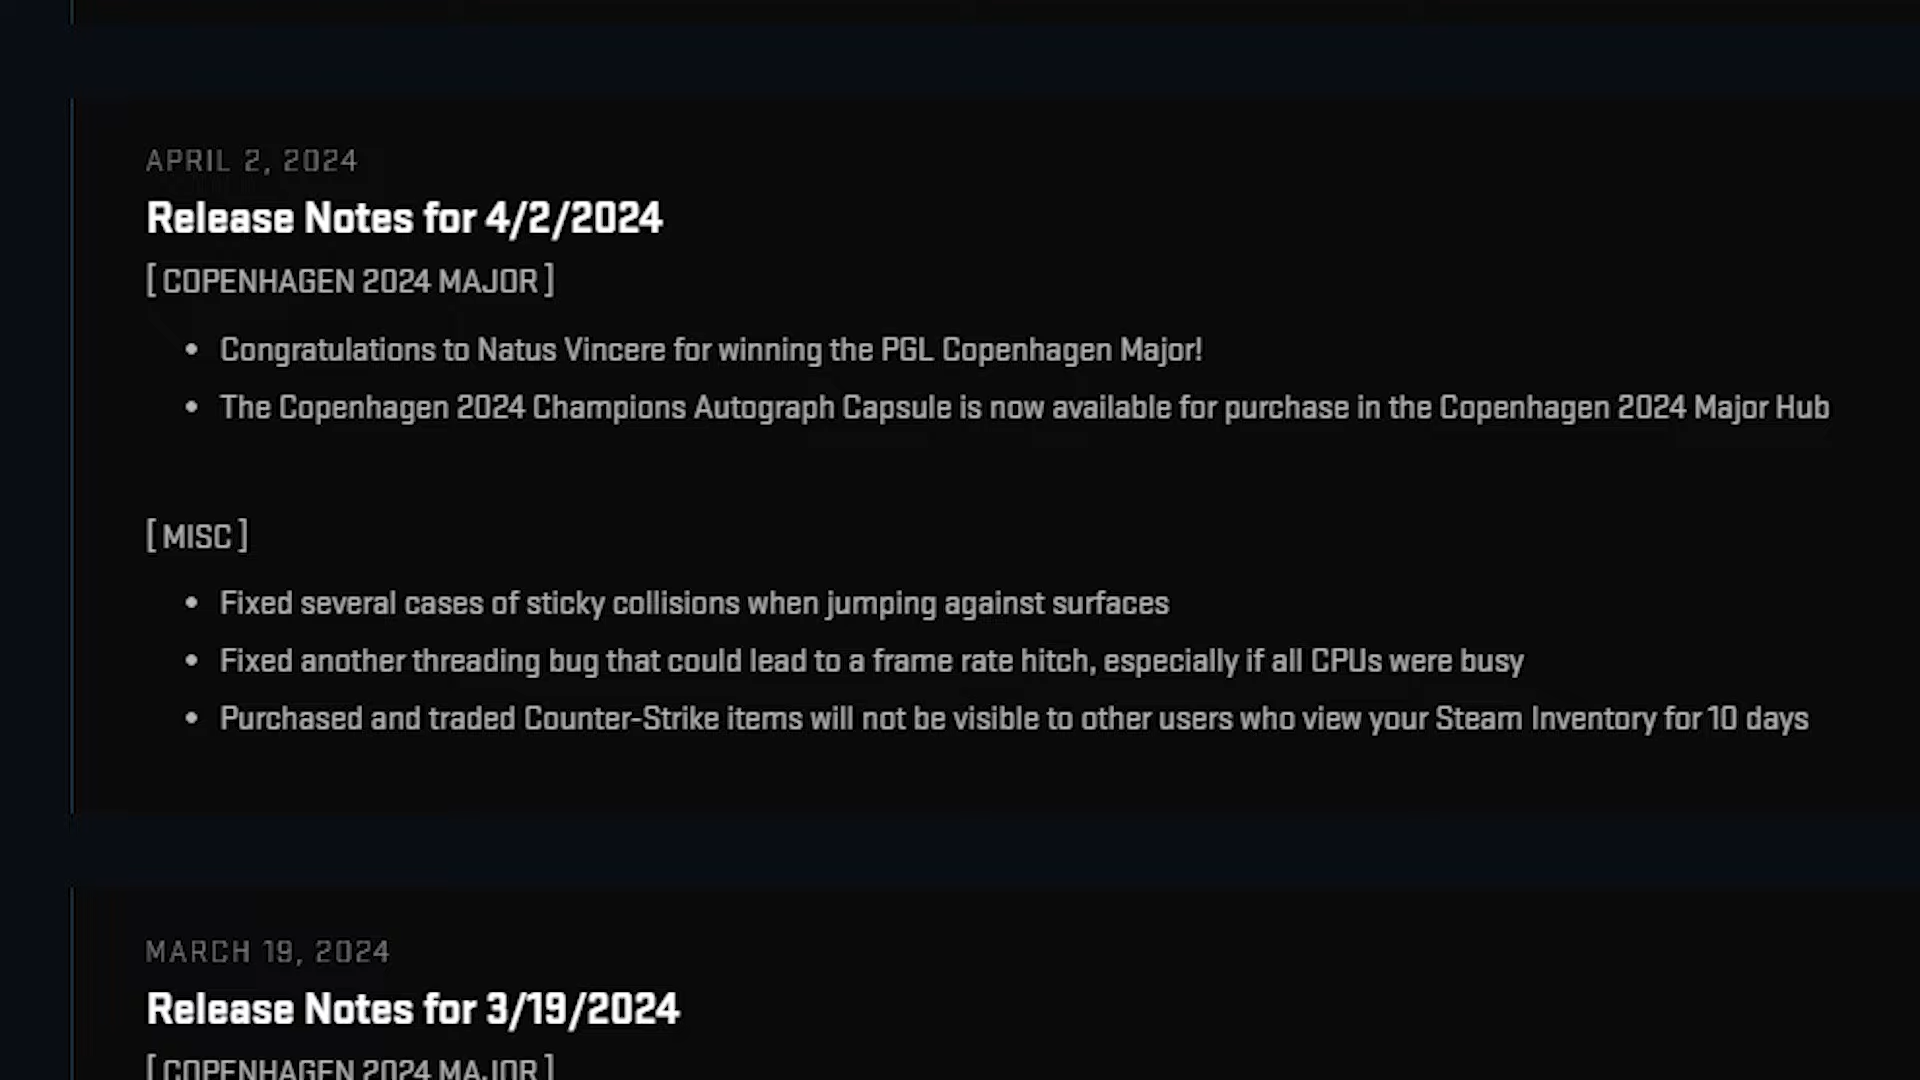 APRIL 2, 2024
Release Notes for 4/2/2024
[ COPENHAGEN 2024 MAJOR ]
• Congratulations to Natus Vincere for winning the PGL Copenhagen Major!
• The Copenhagen 2024 Champions Autograph Capsule is now available for purchase in the Copenhagen 2024 Major Hub
[ MISC ]
• Fixed several cases of sticky collisions when jumping against surfaces
• Fixed another threading bug that could lead to a frame rate hitch, especially if all CPUs were busy
• Purchased and traded Counter-Strike items will not be visible to other users who view your Steam Inventory for 10 days
MARCH 19, 2024
Release Notes for 3/19/2024
[ COPENHAGEN 2024 MAJOR ]